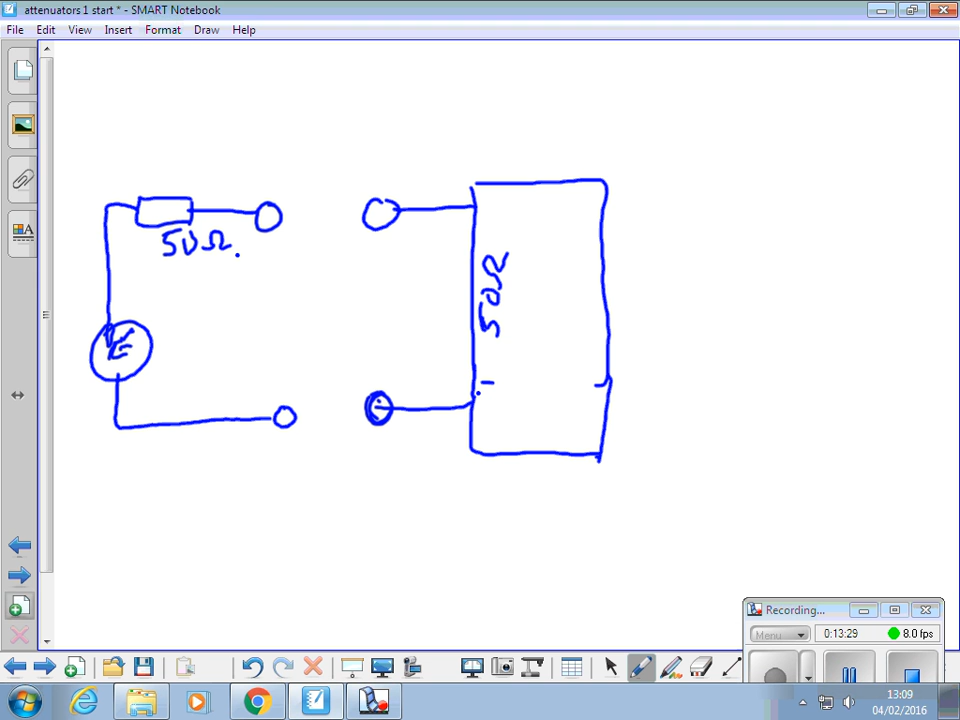 attenuators 1 start * - SMART Notebook
File Edit View Insert Format Draw Help
50Ω.
E
50Ω
Recording...
Menu 0:13:29 8.0 fps
13:09
04/02/2016